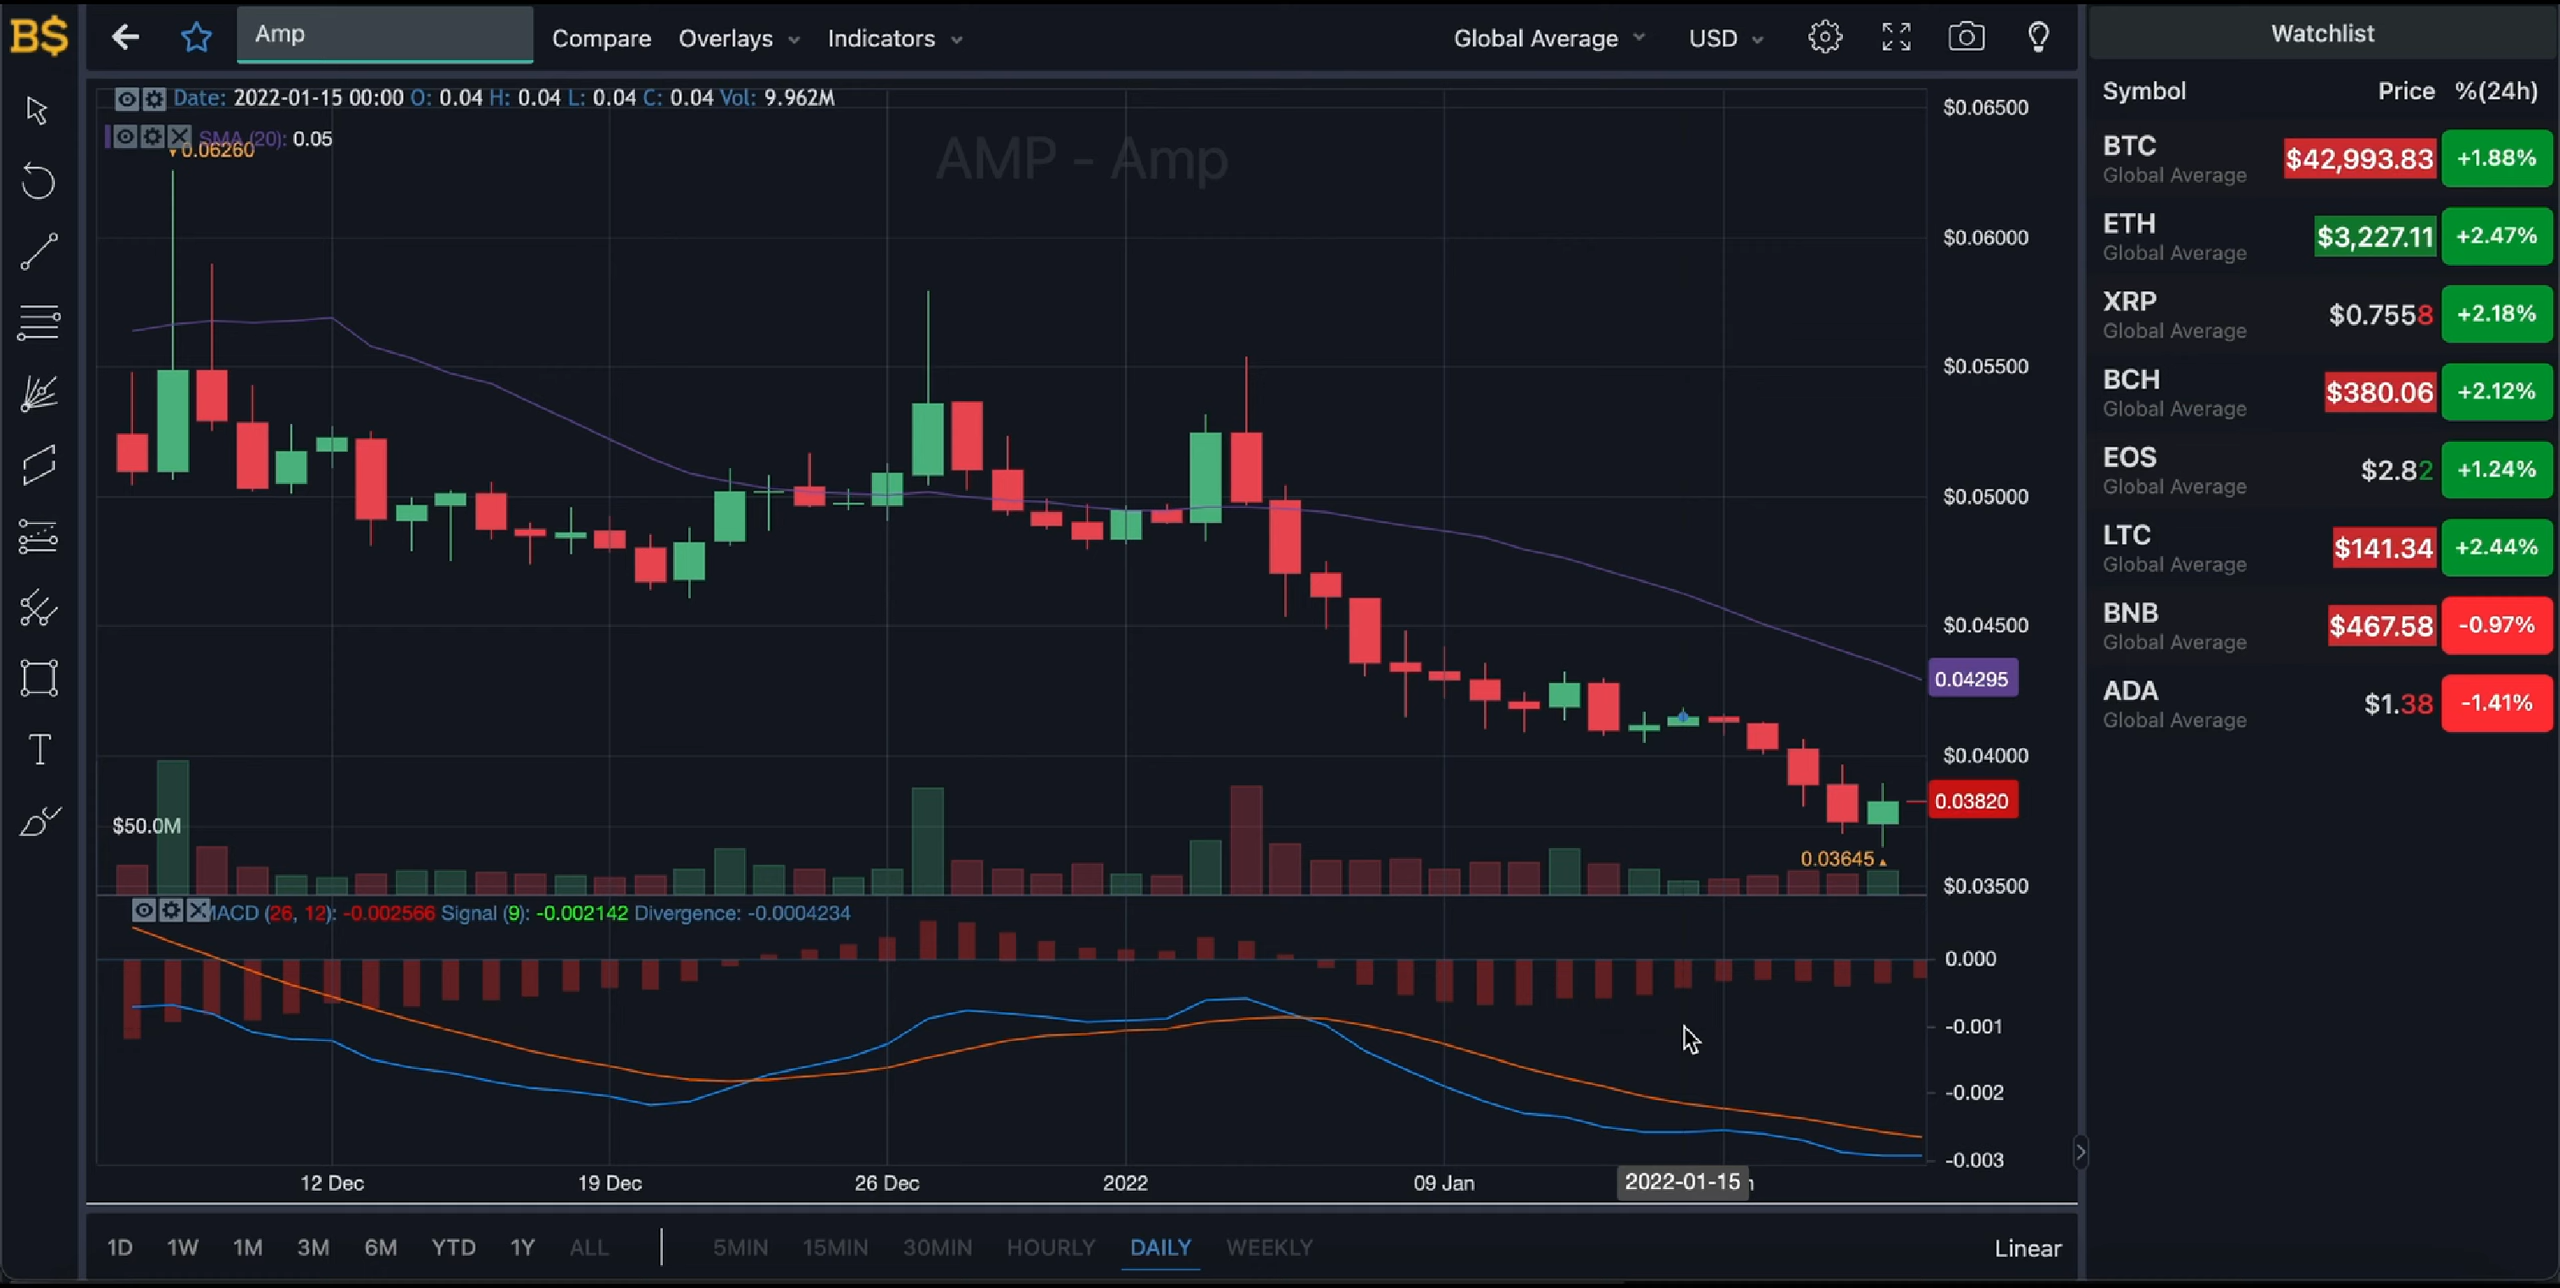 B$
Amp
Compare
Overlays
Indicators
Global Average
USD
Date: 2022-01-15 00:00 O: 0.04 H: 0.04 L: 0.04 C: 0.04 Vol: 9.962M
SMA (20): 0.05
0.06260
AMP - Amp
$0.06500
$0.06000
$0.05500
$0.05000
$0.04500
0.04295
$0.04000
0.03820
$50.0M
0.03645
$0.03500
MACD (26, 12): -0.002566 Signal (9): -0.002142 Divergence: -0.0004234
0.000
-0.001
-0.002
-0.003
12 Dec
19 Dec
26 Dec
2022
09 Jan
2022-01-15
1D 1W 1M 3M 6M YTD 1Y ALL
5MIN 15MIN 30MIN HOURLY DAILY WEEKLY
Linear
Watchlist
Symbol Price %(24h)
BTC $42,993.83 +1.88%
Global Average
ETH $3,227.11 +2.47%
Global Average
XRP $0.7558 +2.18%
Global Average
BCH $380.06 +2.12%
Global Average
EOS $2.82 +1.24%
Global Average
LTC $141.34 +2.44%
Global Average
BNB $467.58 -0.97%
Global Average
ADA $1.38 -1.41%
Global Average